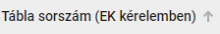 Tábla sorszám (EK kérelemben) ↑